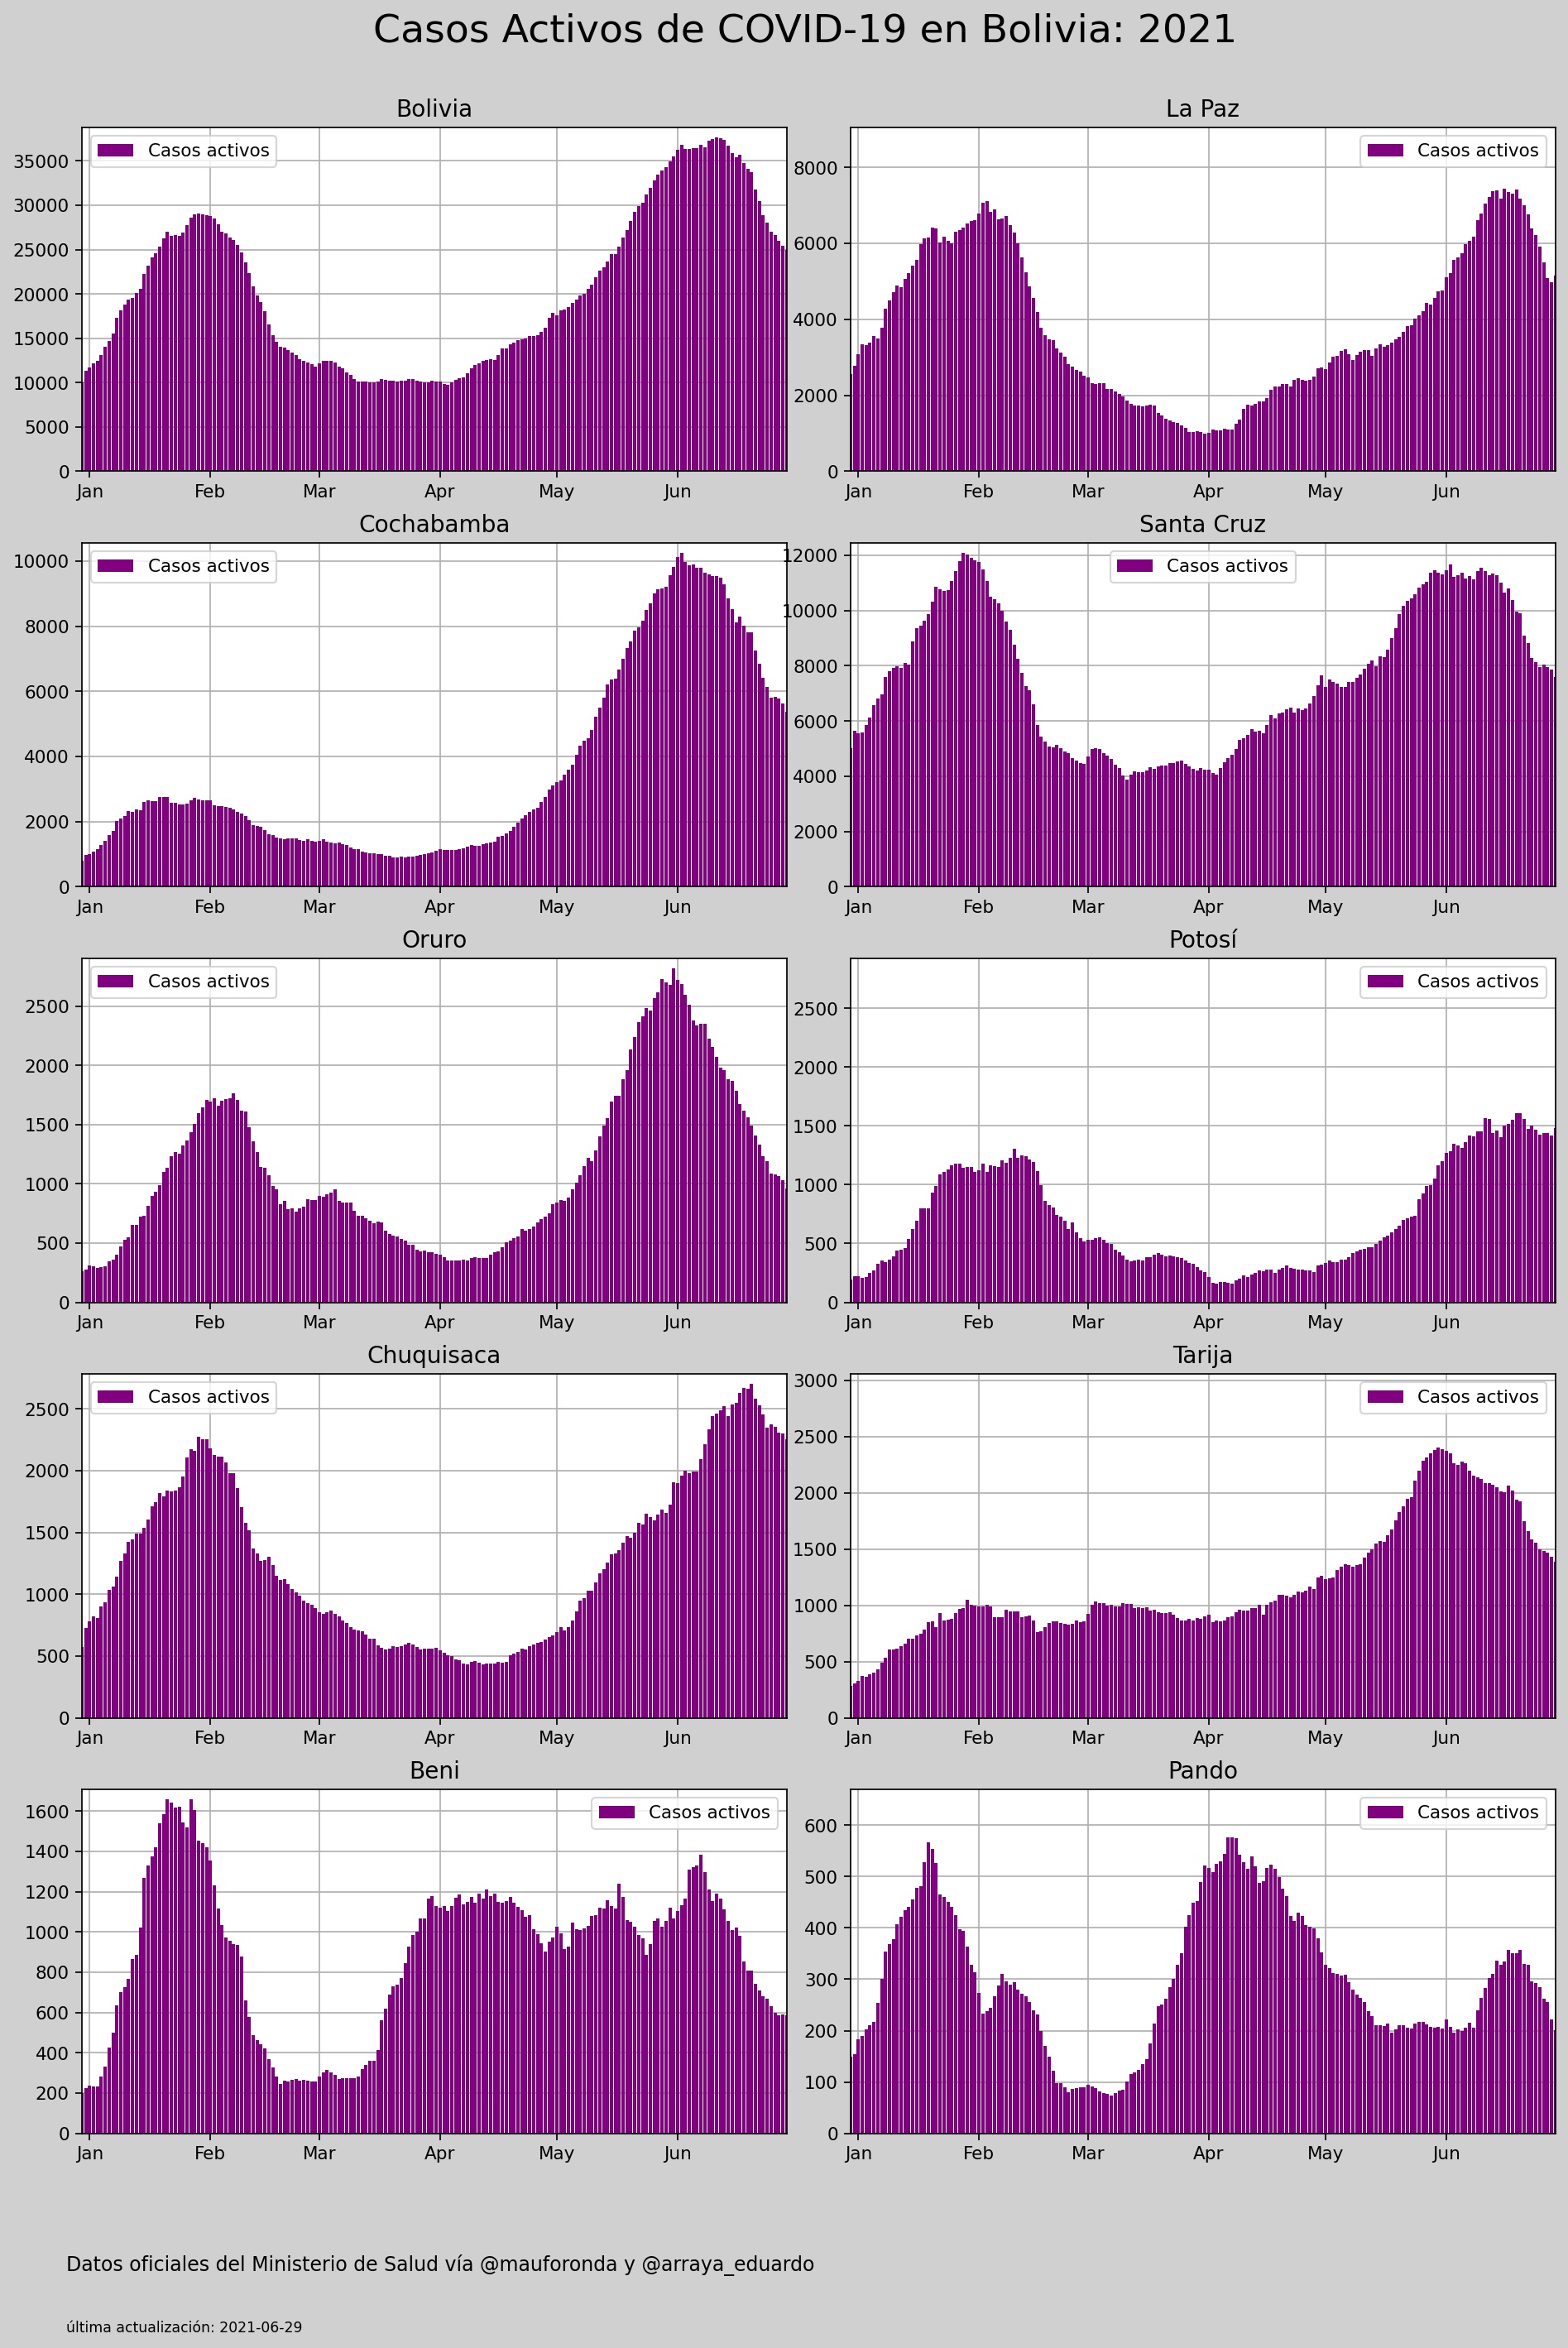 Casos Activos de COVID-19 en Bolivia: 2021
Bolivia
Casos activos
35000
30000
25000
20000
15000
10000
5000
0
Jan Feb Mar Apr May Jun
La Paz
Casos activos
8000
6000
4000
2000
0
Jan Feb Mar Apr May Jun
Cochabamba
Casos activos
10000
8000
6000
4000
2000
0
Jan Feb Mar Apr May Jun
Santa Cruz
Casos activos
12000
10000
8000
6000
4000
2000
0
Jan Feb Mar Apr May Jun
Oruro
Casos activos
2500
2000
1500
1000
500
0
Jan Feb Mar Apr May Jun
Potosí
Casos activos
2500
2000
1500
1000
500
0
Jan Feb Mar Apr May Jun
Chuquisaca
Casos activos
2500
2000
1500
1000
500
0
Jan Feb Mar Apr May Jun
Tarija
Casos activos
3000
2500
2000
1500
1000
500
0
Jan Feb Mar Apr May Jun
Beni
Casos activos
1600
1400
1200
1000
800
600
400
200
0
Jan Feb Mar Apr May Jun
Pando
Casos activos
600
500
400
300
200
100
0
Jan Feb Mar Apr May Jun
Datos oficiales del Ministerio de Salud vía @mauforonda y @arraya_eduardo
última actualización: 2021-06-29